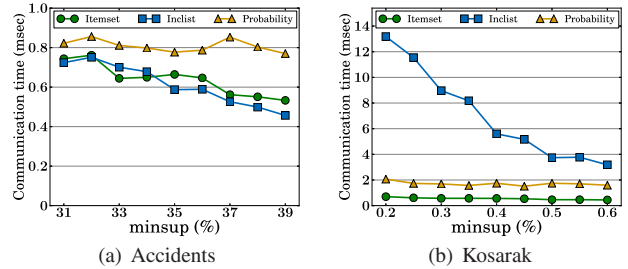 Itemset Inclist Probability
Communication time (msec)
1.0
0.8
0.6
0.4
0.2
0
31 33 35 37 39
minsup (%)
(a) Accidents
Itemset Inclist Probability
Communication time (msec)
14
12
10
8
6
4
2
0
0.2 0.3 0.4 0.5 0.6
minsup (%)
(b) Kosarak